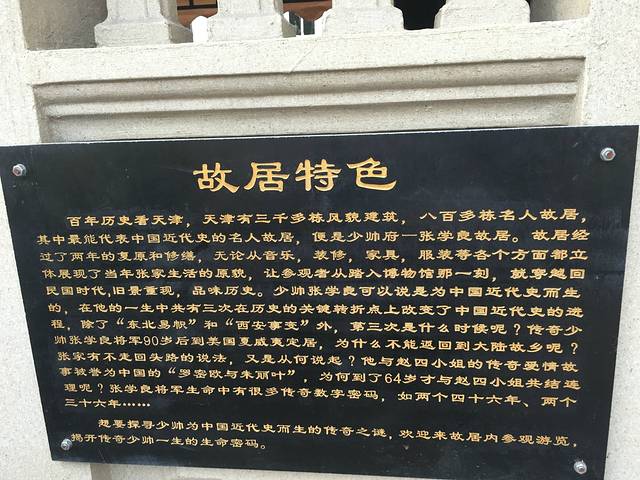 故居特色
百年历史看天津，天津有三千多栋风貌建筑，八百多栋名人故居，
其中最能代表中国近代史的名人故居，便是少帅府—张学良故居。故居经
过了两年的复原和修缮，无论从音乐，装修，家具，服装等各个方面都立
体展现了当年张家生活的原貌，让参观者从踏入博物馆那一刻，就穿越回
民国时代，旧景重现，品味历史。少帅张学良可以说是为中国近代史而生
的，在他的一生中共有三次在历史的关键转折点上改变了中国近代史的进
程，除了“东北易帜”和“西安事变”外，第三次是什么时候呢？传奇少
帅张学良将军90岁后到美国夏威夷定居，为什么不能返回到大陆故乡呢？
张家有不走回头路的说法，又是从何说起？他与赵四小姐的传奇爱情故
事被誉为中国的“罗密欧与朱丽叶”，为何到了64岁才与赵四小姐共结连
理呢？张学良将军生命中有很多传奇数字密码，如两个四十六年、两个
三十六年……
想要探寻少帅为中国近代史而生的传奇之谜，欢迎来故居内参观游览，
揭开传奇少帅一生的生命密码。